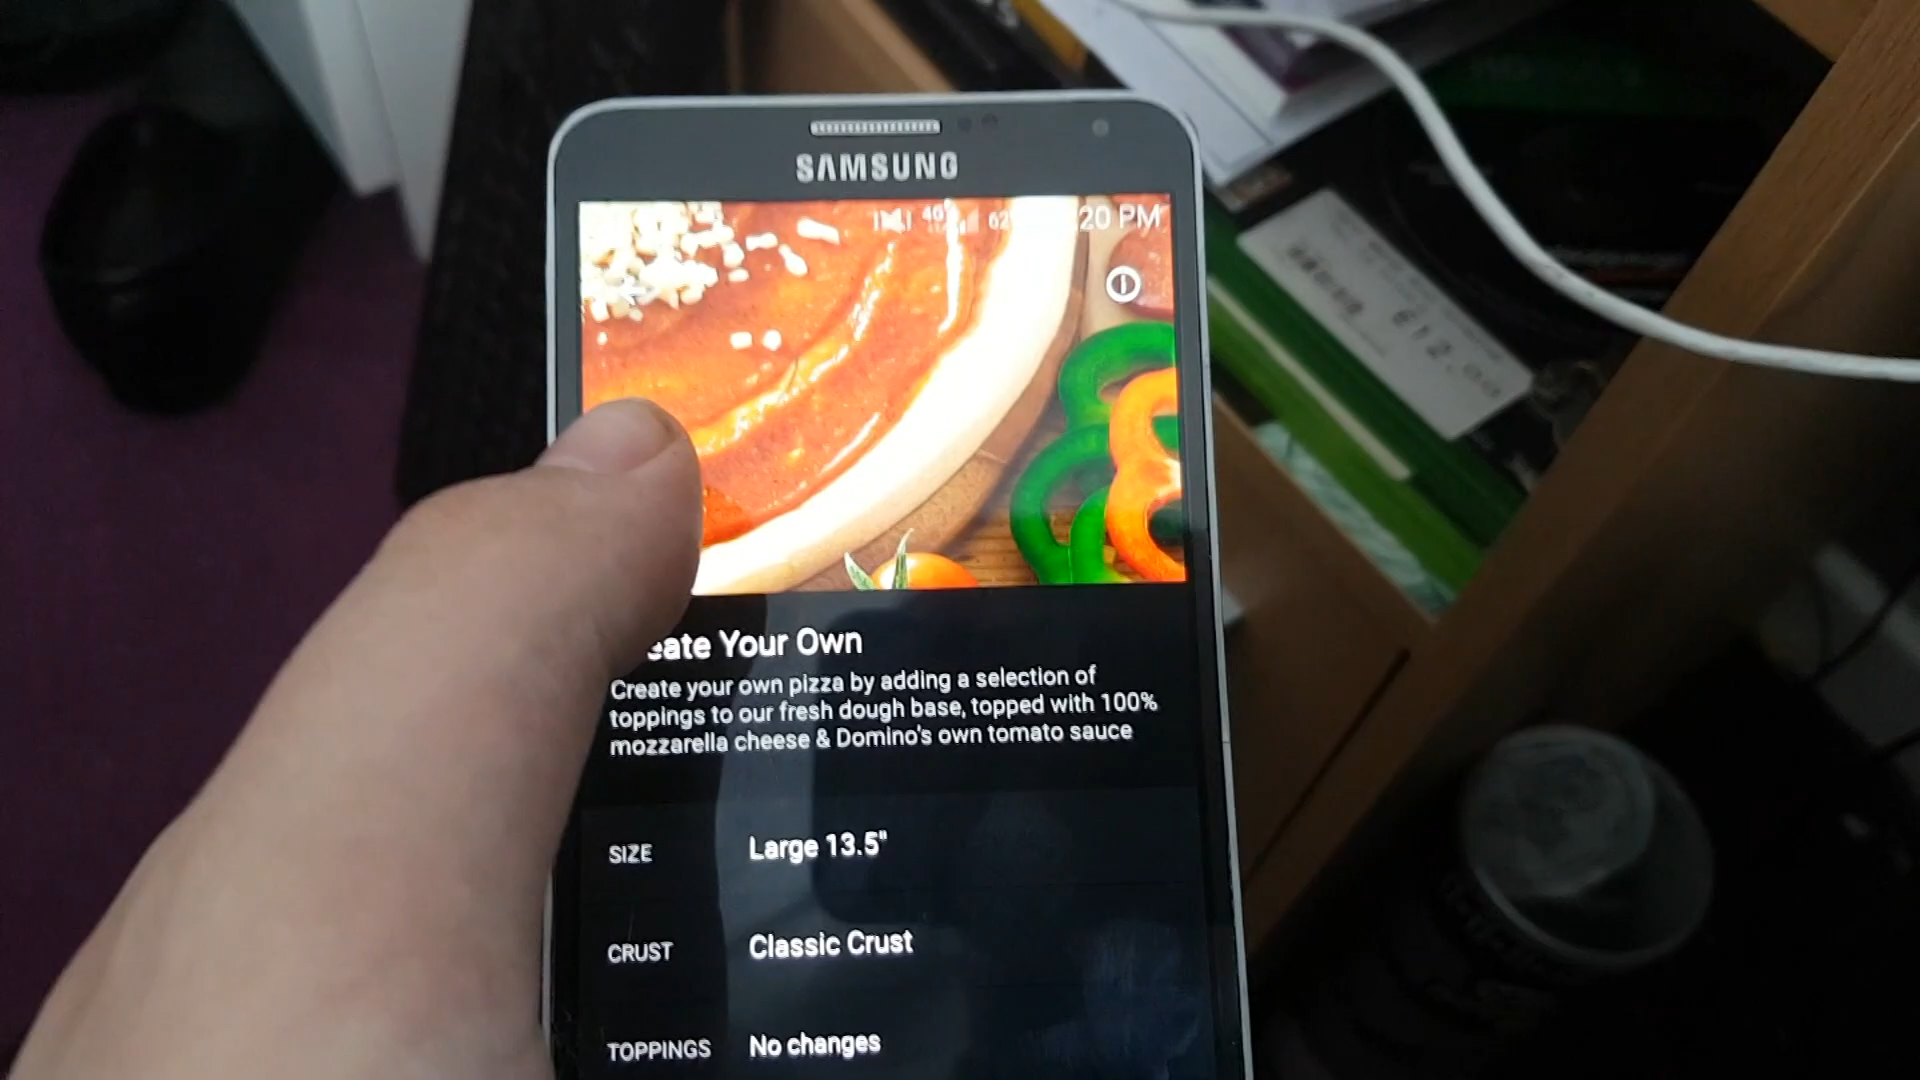 SAMSUNG
20 PM
eate Your Own
Create your own pizza by adding a selection of
toppings to our fresh dough base, topped with 100%
mozzarella cheese & Domino's own tomato sauce
SIZE Large 13.5"
CRUST Classic Crust
TOPPINGS No changes